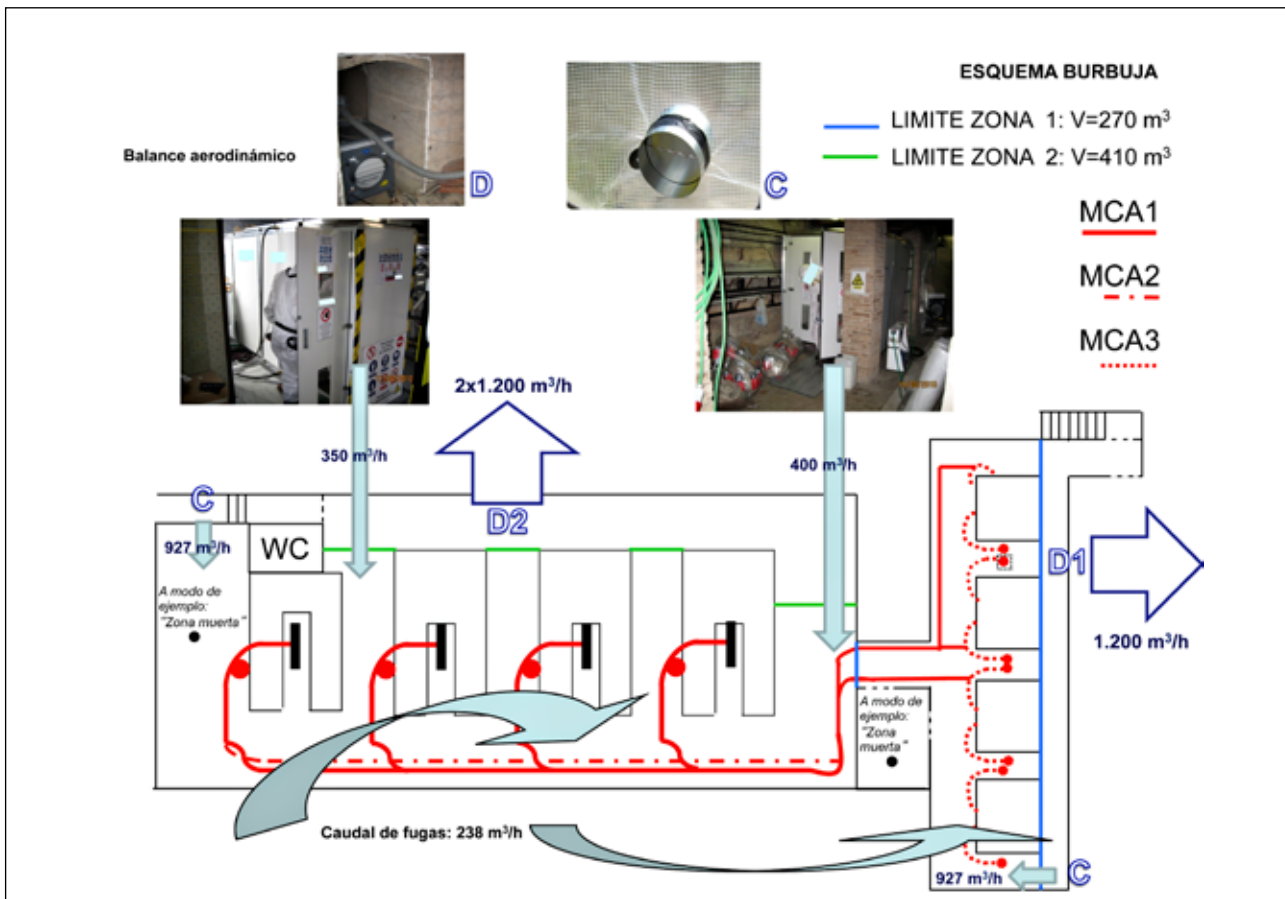 ESQUEMA BURBUJA
LIMITE ZONA 1: V=270 m³
LIMITE ZONA 2: V=410 m³
Balance aerodinámico
D
C
MCA1
MCA2
MCA3
2x1.200 m³/h
350 m³/h
400 m³/h
C
D2
927 m³/h
WC
D1
A modo de
ejemplo:
"Zona muerta"
1.200 m³/h
A modo de
ejemplo:
"Zona
muerta"
Caudal de fugas: 238 m³/h
927 m³/h
C